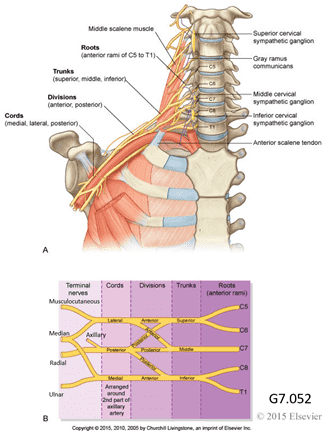 Middle scalene muscle
Roots
(anterior rami of C5 to T1)
Trunks
(superior, middle, inferior)
Divisions
(anterior, posterior)
Cords
(medial, lateral, posterior)
C5
C6
C7
C8
T1
Superior cervical
sympathetic ganglion
Gray ramus
communicans
Middle cervical
sympathetic ganglion
Inferior cervical
sympathetic ganglion
Anterior scalene tendon
A
Terminal
nerves
Cords
Divisions
Trunks
Roots
(anterior rami)
Musculocutaneous
Median
Axillary
Radial
Ulnar
Lateral
Anterior
Superior
Posterior
Anterior
Posterior
Posterior
Middle
Posterior
Medial
Anterior
Inferior
Arranged
around
2nd part of
axillary
artery
C5
C6
C7
C8
T1
B
G7.052
© 2015 Elsevier
Copyright © 2015, 2010, 2005 by Churchill Livingstone, an imprint of Elsevier Inc.